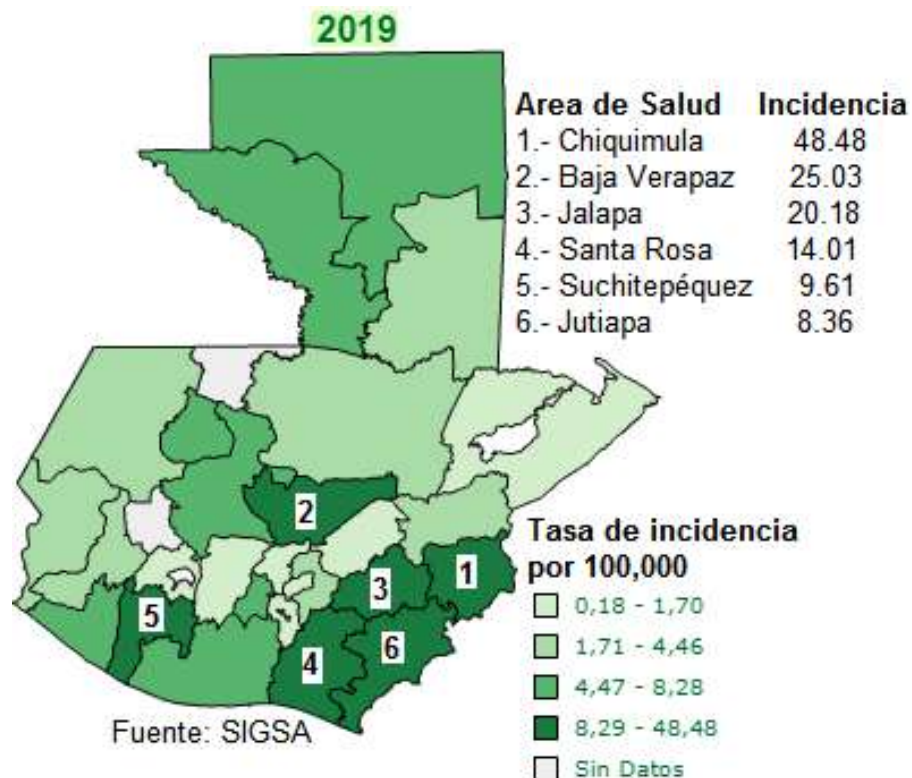 2019
Area de Salud Incidencia
1.- Chiquimula 48.48
2.- Baja Verapaz 25.03
3.- Jalapa 20.18
4.- Santa Rosa 14.01
5.- Suchitepéquez 9.61
6.- Jutiapa 8.36
2
1
3
5
6
4
Tasa de incidencia
por 100,000
0,18 - 1,70
1,71 - 4,46
4,47 - 8,28
8,29 - 48,48
Sin Datos
Fuente: SIGSA